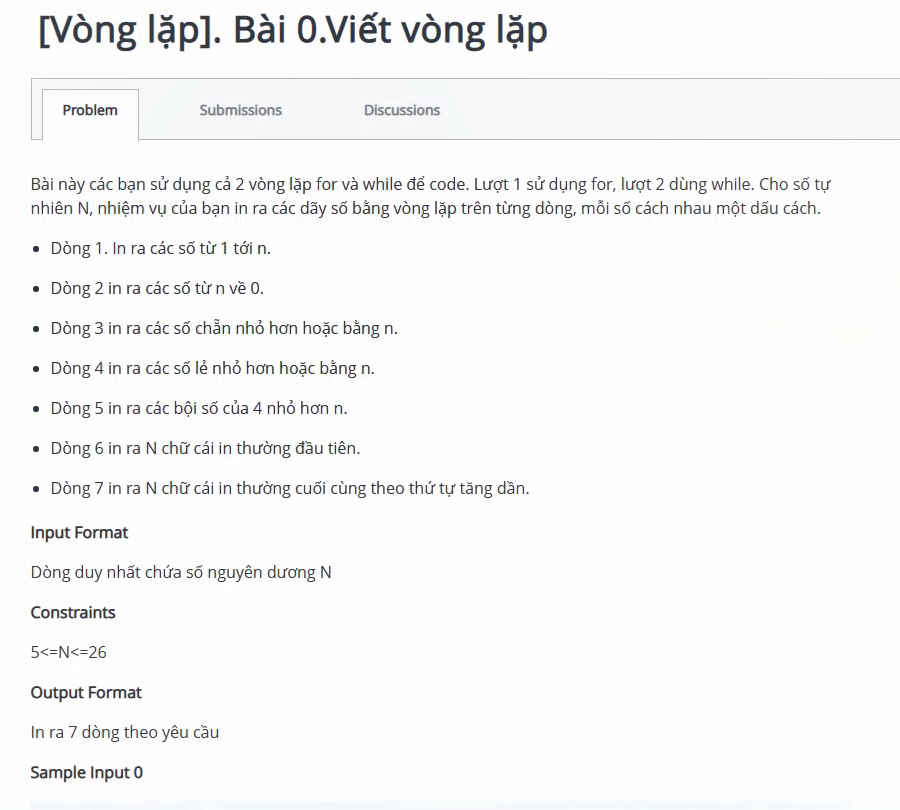 [Vòng lặp]. Bài 0.Viết vòng lặp
Problem Submissions Discussions
Bài này các bạn sử dụng cả 2 vòng lặp for và while để code. Lượt 1 sử dụng for, lượt 2 dùng while. Cho số tự
nhiên N, nhiệm vụ của bạn in ra các dãy số bằng vòng lặp trên từng dòng, mỗi số cách nhau một dấu cách.
• Dòng 1. In ra các số từ 1 tới n.
• Dòng 2 in ra các số từ n về 0.
• Dòng 3 in ra các số chẵn nhỏ hơn hoặc bằng n.
• Dòng 4 in ra các số lẻ nhỏ hơn hoặc bằng n.
• Dòng 5 in ra các bội số của 4 nhỏ hơn n.
• Dòng 6 in ra N chữ cái in thường đầu tiên.
• Dòng 7 in ra N chữ cái in thường cuối cùng theo thứ tự tăng dần.
Input Format
Dòng duy nhất chứa số nguyên dương N
Constraints
5<=N<=26
Output Format
In ra 7 dòng theo yêu cầu
Sample Input 0